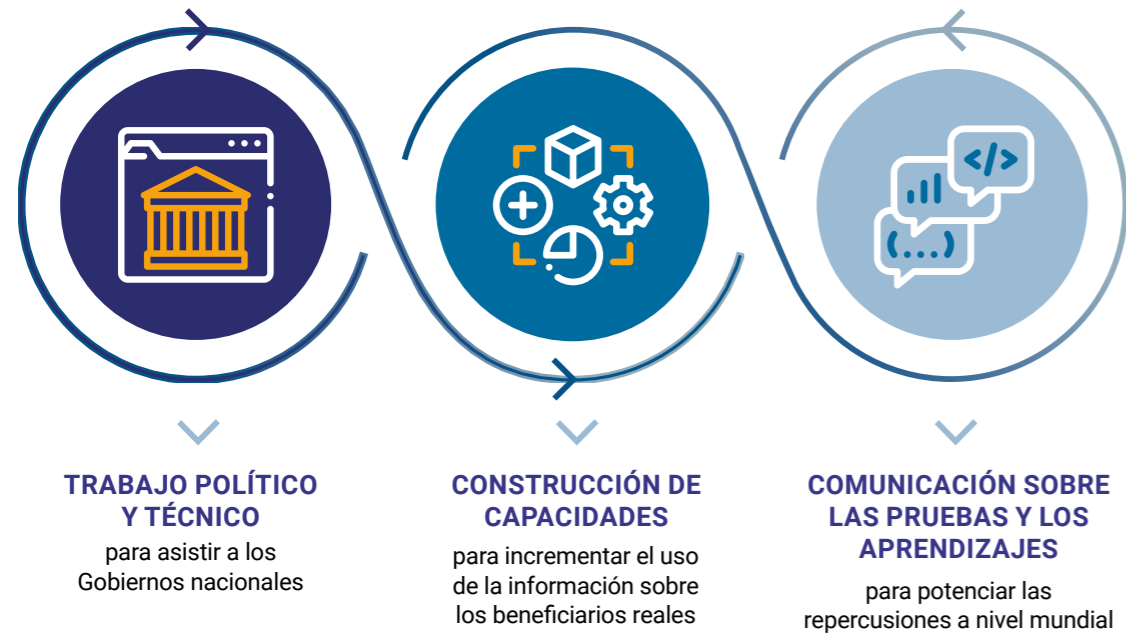 </>
(....)
TRABAJO POLÍTICO
Y TÉCNICO
para asistir a los
Gobiernos nacionales
CONSTRUCCIÓN DE
CAPACIDADES
para incrementar el uso
de la información sobre
los beneficiarios reales
COMUNICACIÓN SOBRE
LAS PRUEBAS Y LOS
APRENDIZAJES
para potenciar las
repercusiones a nivel mundial